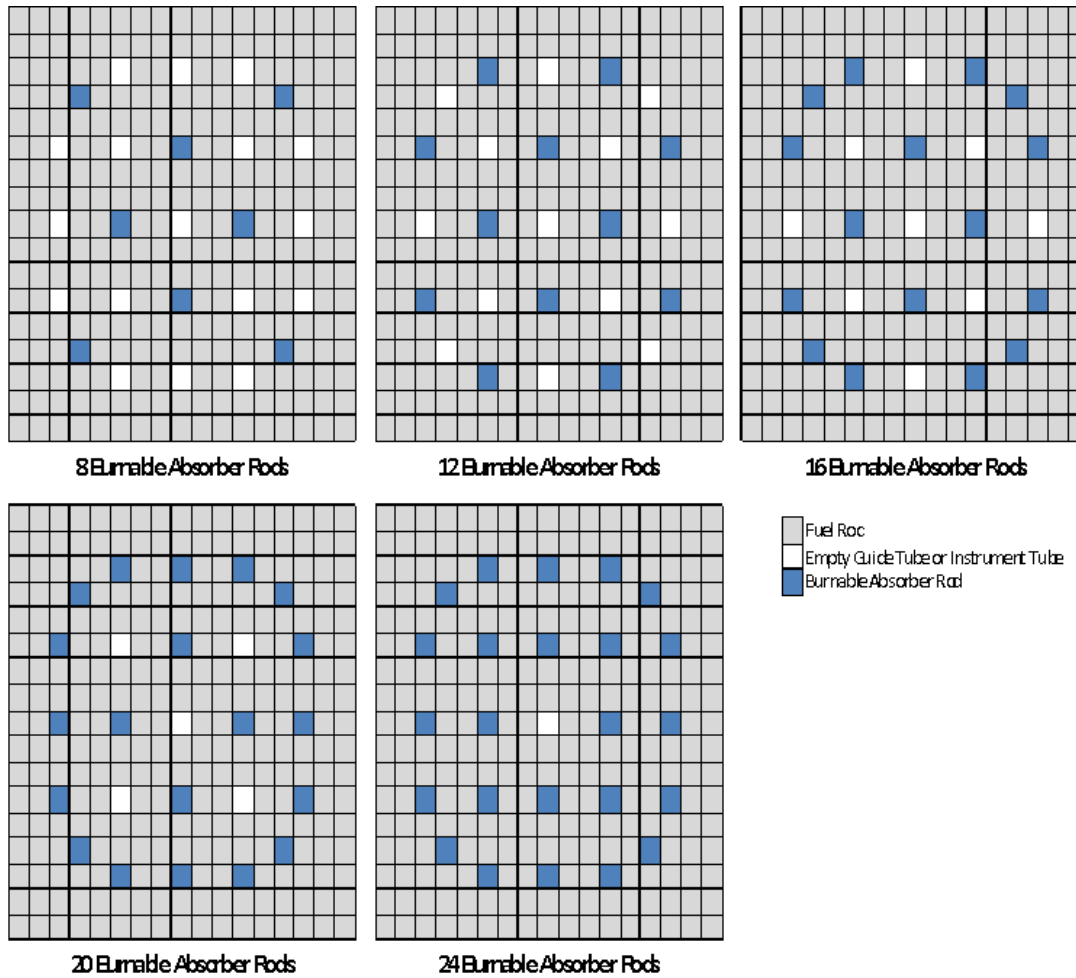 8 Burnable Absorber Rods
12 Burnable Absorber Rods
16 Burnable Absorber Rods
Fuel Rod
Empty Guide Tube or Instrument Tube
Burnable Absorber Rod
20 Burnable Absorber Rods
24 Burnable Absorber Rods